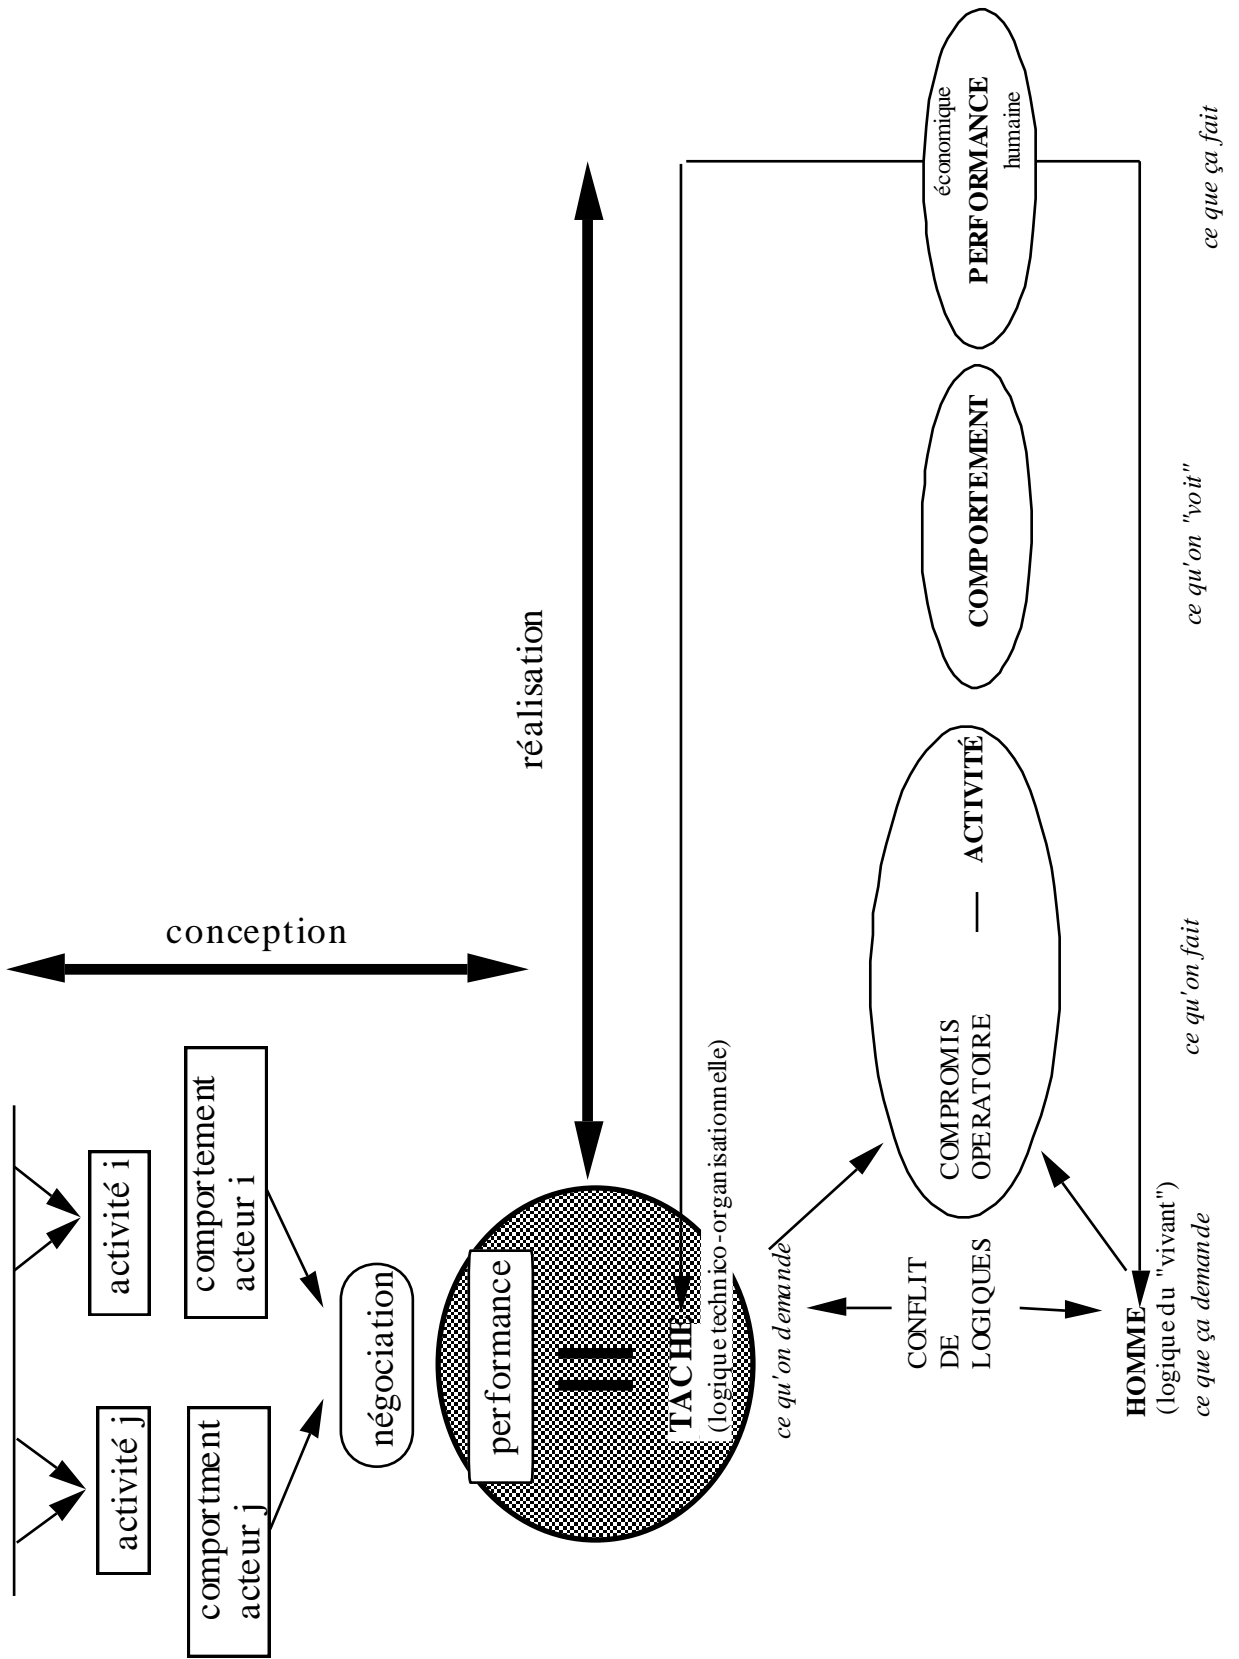 activité j
activité i
comportment
acteur j
comportement
acteur i
négociation
conception
performance
réalisation
TACHE
(logique technico-organisationnelle)
ce qu'on demande
CONFLIT
DE
LOGIQUES
COMPROMIS
OPERATOIRE
ACTIVITÉ
COMPORTEMENT
économique
PERFORMANCE
humaine
HOMME
(logique du "vivant")
ce que ça demande
ce qu'on fait
ce qu'on "voit"
ce que ça fait